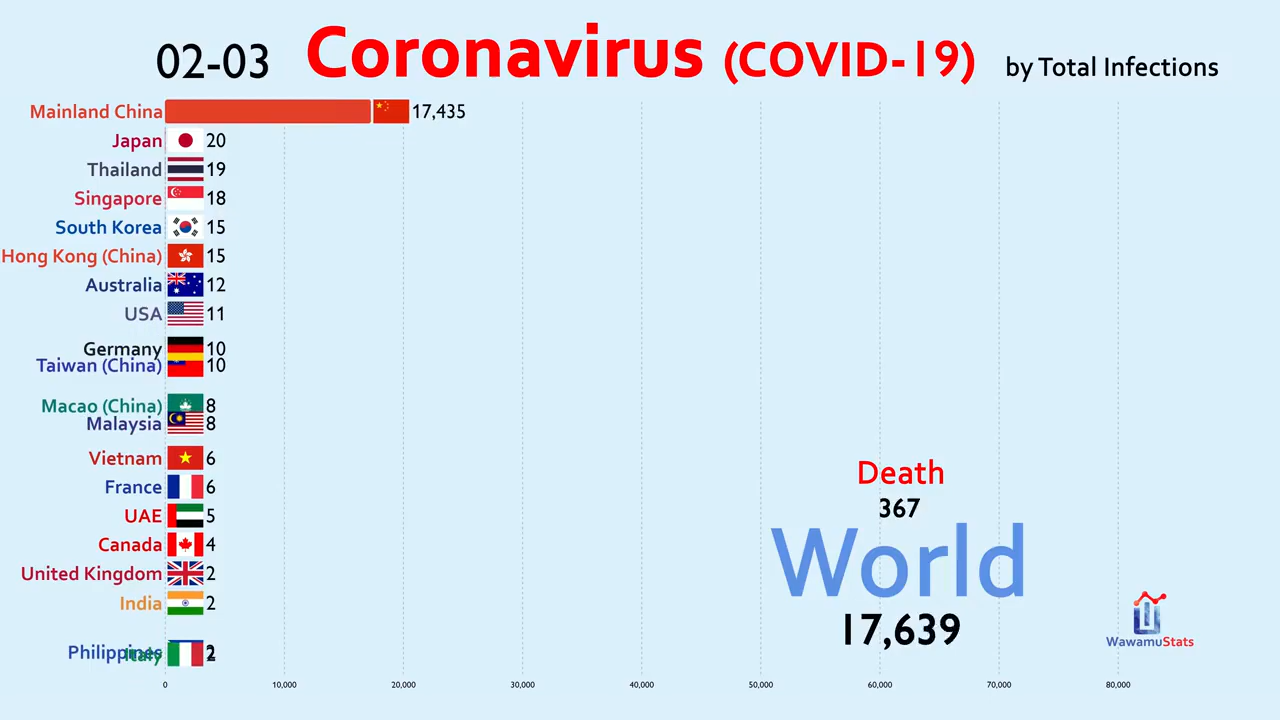 02-03 Coronavirus (COVID-19) by Total Infections
Mainland China 17,435
Japan 20
Thailand 19
Singapore 18
South Korea 15
Hong Kong (China) 15
Australia 12
USA 11
Germany 10
Taiwan (China) 10
Macao (China) 8
Malaysia 8
Vietnam 6
France 6
UAE 5
Canada 4
United Kingdom 2
India 2
Philippines 2
Italy 2
Death
367
World
17,639
WawamuStats
0 10,000 20,000 30,000 40,000 50,000 60,000 70,000 80,000